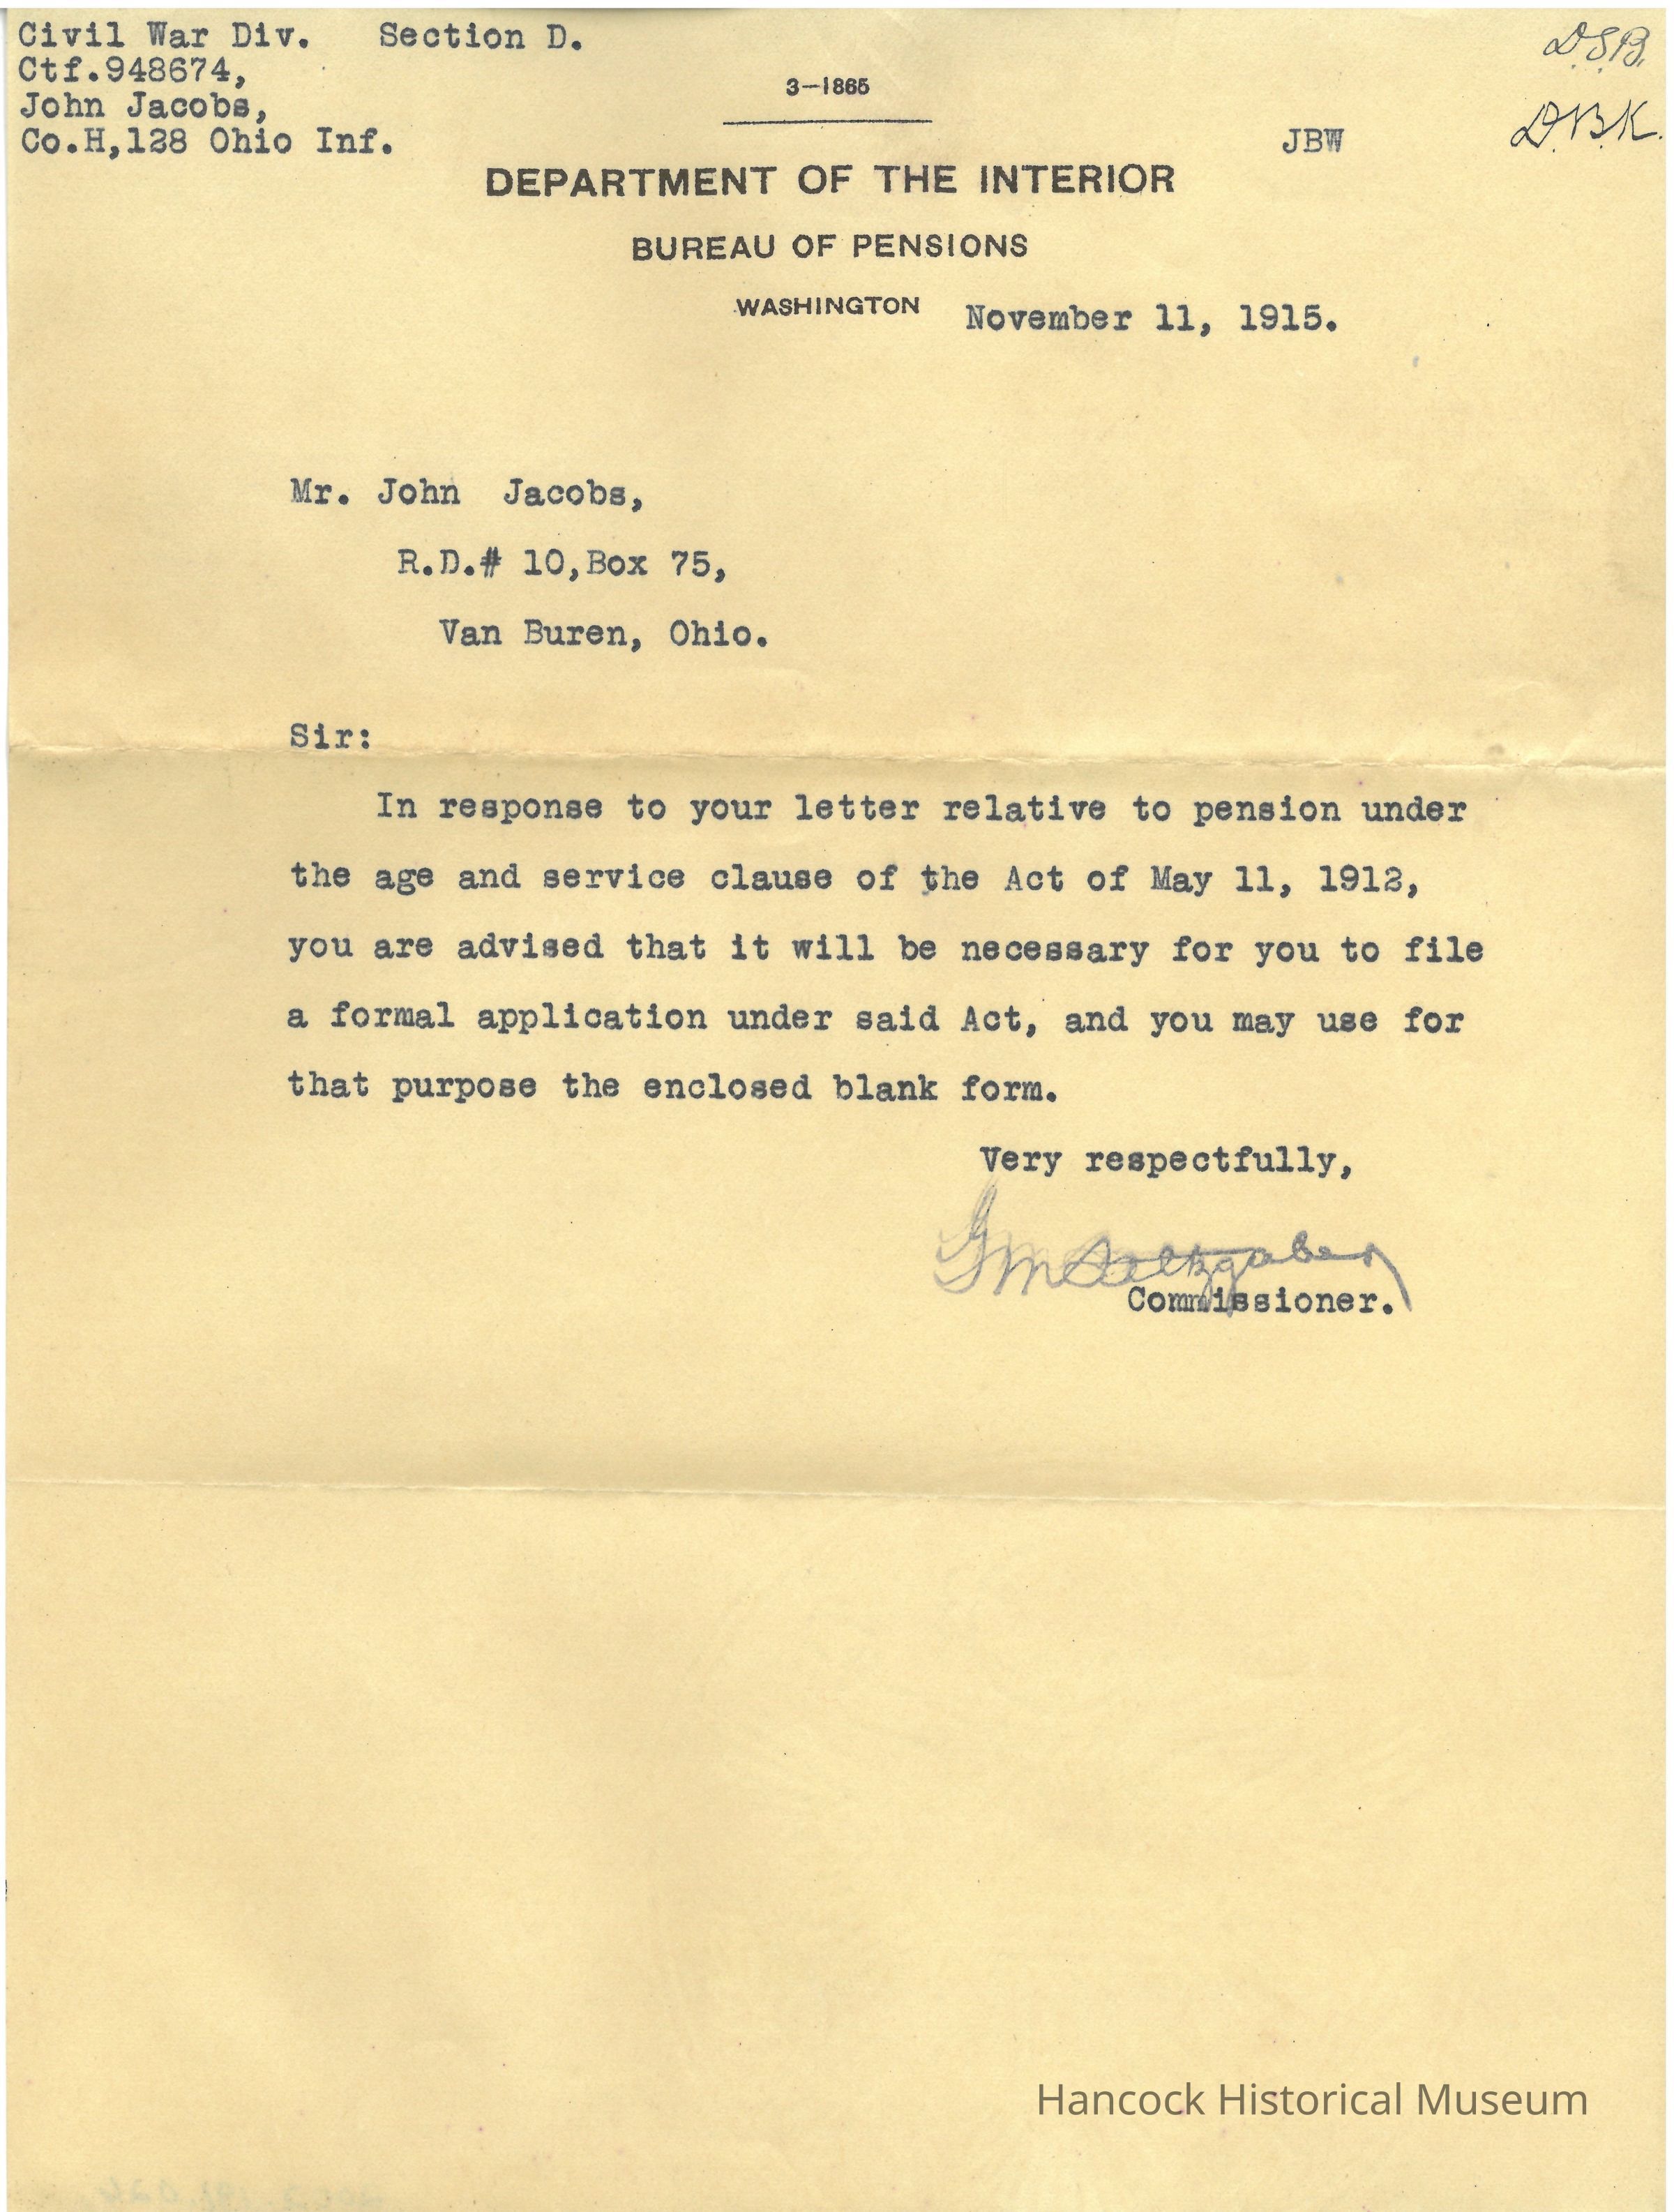 Civil War Div. Section D.
Ctf.948674,
John Jacobs,
Co.H,128 Ohio Inf.
3-1865
D.S.B.
D.B.K.
JBW
DEPARTMENT OF THE INTERIOR
BUREAU OF PENSIONS
WASHINGTON November 11, 1915.
Mr. John Jacobs,
R.D.# 10,Box 75,
Van Buren, Ohio.
Sir:
In response to your letter relative to pension under
the age and service clause of the Act of May 11, 1912,
you are advised that it will be necessary for you to file
a formal application under said Act, and you may use for
that purpose the enclosed blank form.
Very respectfully,
G M Saltzgaber
Commissioner.
Hancock Historical Museum